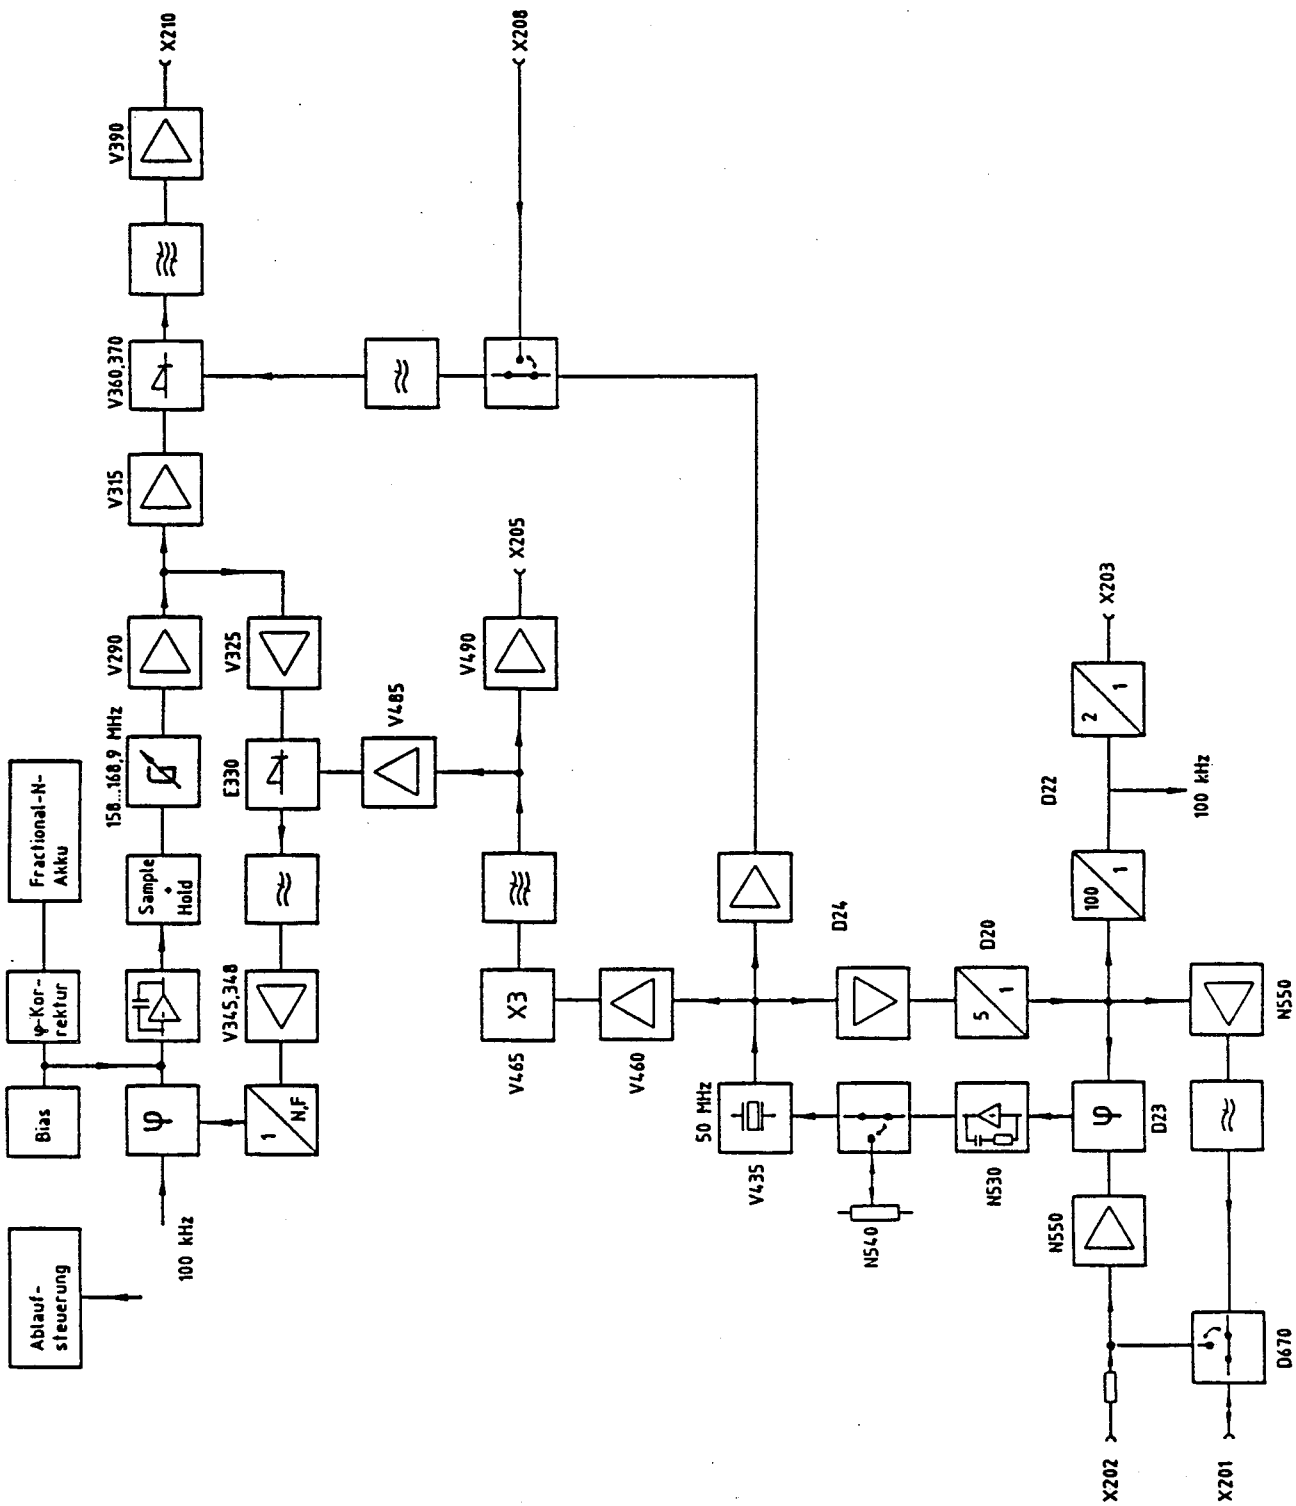 X210
X208
V390
V360,370
V315
X205
X203
V290
V325
V490
V485
158...168,9 MHz
E330
2
1
D22
100 kHz
Fractional-N-
Akku
Sample
+
Hold
100
1
D24
D20
φ-Kor-
rektur
V345,348
X3
V465
V460
5
1
N550
Bias
φ
1
N,F
50 MHz
V435
N530
φ
D23
100 kHz
N540
N550
Ablauf-
steuerung
D670
X202
X201